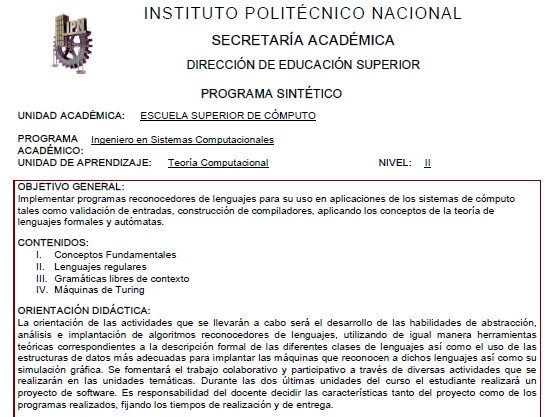 IPN
INSTITUTO POLITÉCNICO NACIONAL
SECRETARÍA ACADÉMICA
DIRECCIÓN DE EDUCACIÓN SUPERIOR
PROGRAMA SINTÉTICO
UNIDAD ACADÉMICA: ESCUELA SUPERIOR DE CÓMPUTO
PROGRAMA ACADÉMICO: Ingeniero en Sistemas Computacionales
UNIDAD DE APRENDIZAJE: Teoría Computacional NIVEL: II
OBJETIVO GENERAL:
Implementar programas reconocedores de lenguajes para su uso en aplicaciones de los sistemas de cómputo
tales como validación de entradas, construcción de compiladores, aplicando los conceptos de la teoría de
lenguajes formales y autómatas.
CONTENIDOS:
I. Conceptos Fundamentales
II. Lenguajes regulares
III. Gramáticas libres de contexto
IV. Máquinas de Turing
ORIENTACIÓN DIDÁCTICA:
La orientación de las actividades que se llevarán a cabo será el desarrollo de las habilidades de abstracción,
análisis e implantación de algoritmos reconocedores de lenguajes, utilizando de igual manera herramientas
teóricas correspondientes a la descripción formal de las diferentes clases de lenguajes así como el uso de las
estructuras de datos más adecuadas para implantar las máquinas que reconocen a dichos lenguajes así como su
simulación gráfica. Se fomentará el trabajo colaborativo y participativo a través de diversas actividades que se
realizarán en las unidades temáticas. Durante las dos últimas unidades del curso el estudiante realizará un
proyecto de software. Es responsabilidad del docente decidir las características tanto del proyecto como de los
programas realizados, fijando los tiempos de realización y de entrega.